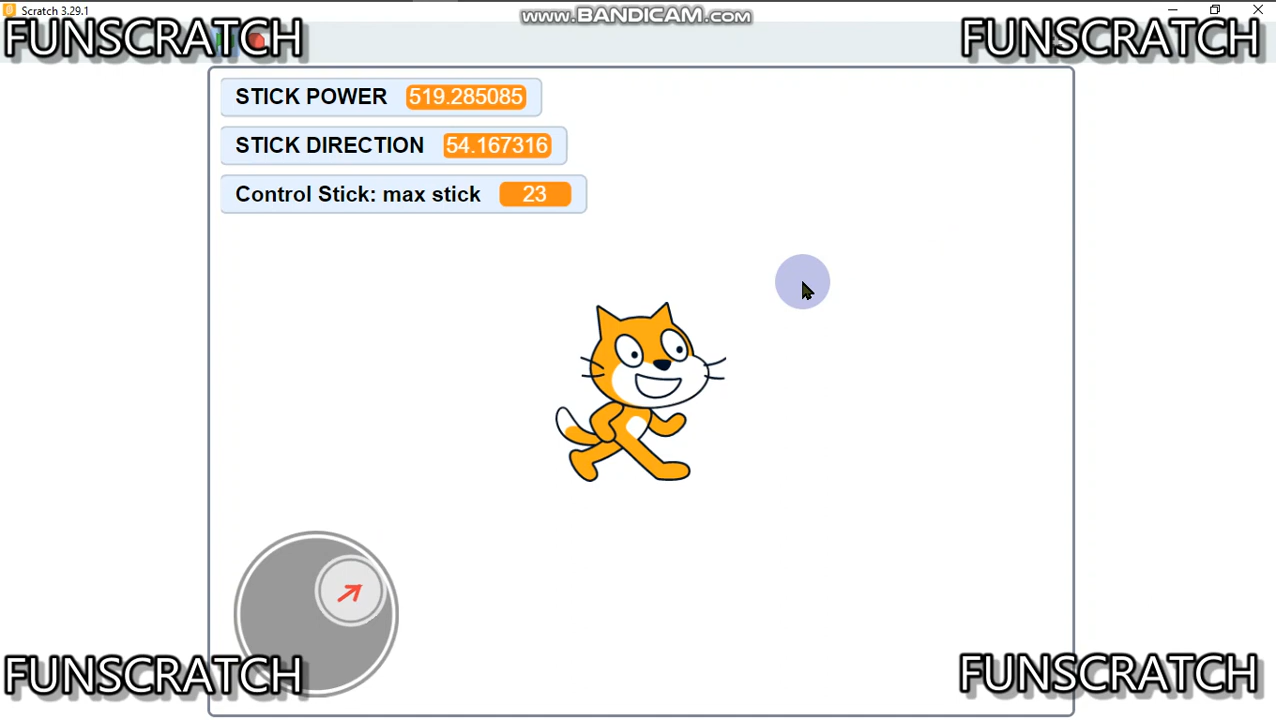 Scratch 3.29.1
www.BANDICAM.com
FUNSCRATCH
FUNSCRATCH
STICK POWER 519.285085
STICK DIRECTION 54.167316
Control Stick: max stick 23
FUNSCRATCH
FUNSCRATCH